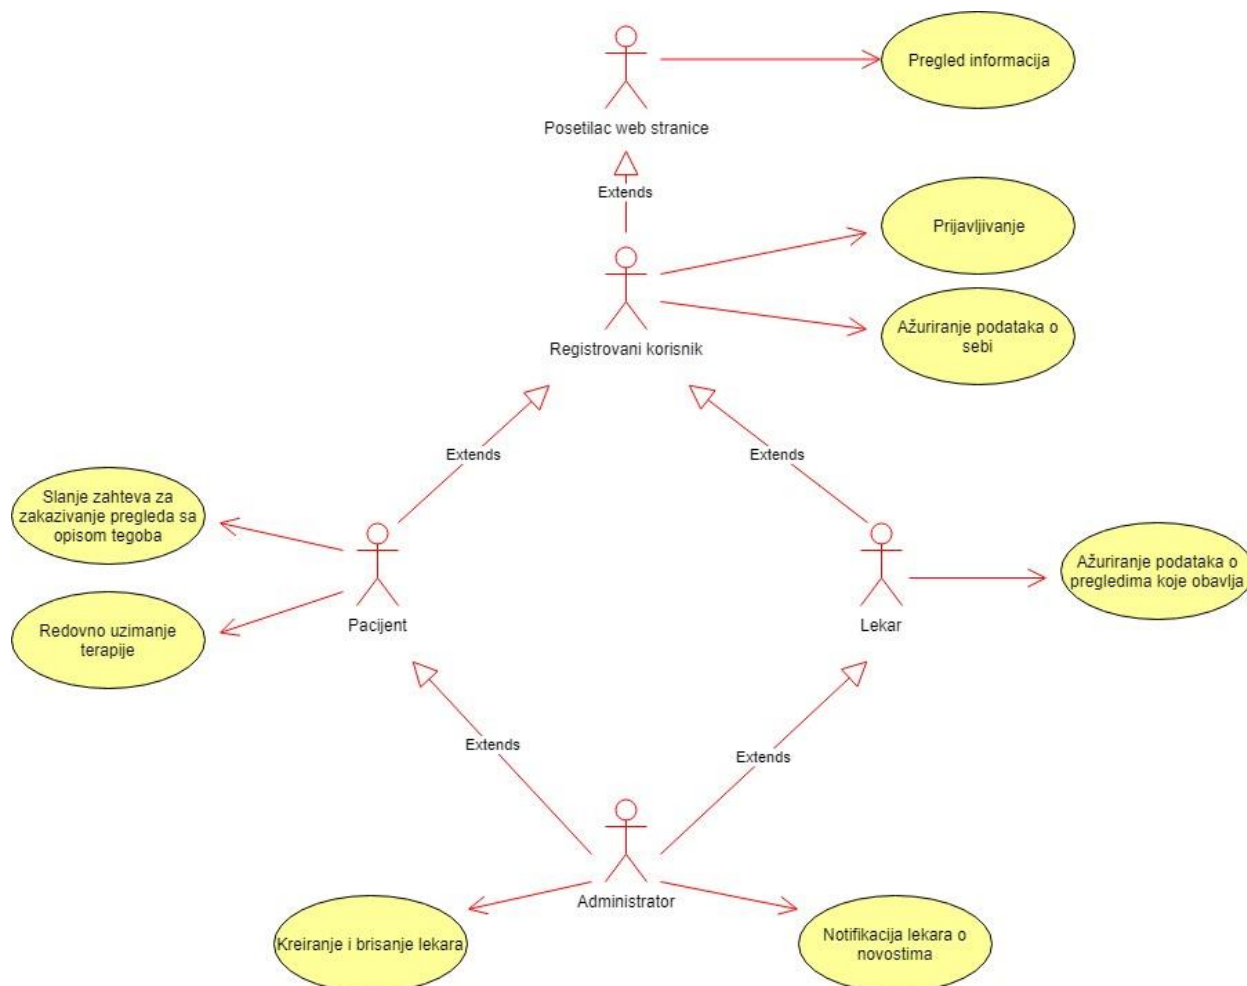 Pregled informacija
Posetilac web stranice
Extends
Prijavljivanje
Ažuriranje podataka o
sebi
Registrovani korisnik
Extends
Extends
Slanje zahteva za
zakazivanje pregleda sa
opisom tegoba
Ažuriranje podataka o
pregledima koje obavlja
Redovno uzimanje
terapije
Pacijent
Lekar
Extends
Extends
Administrator
Kreiranje i brisanje lekara
Notifikacija lekara o
novostima